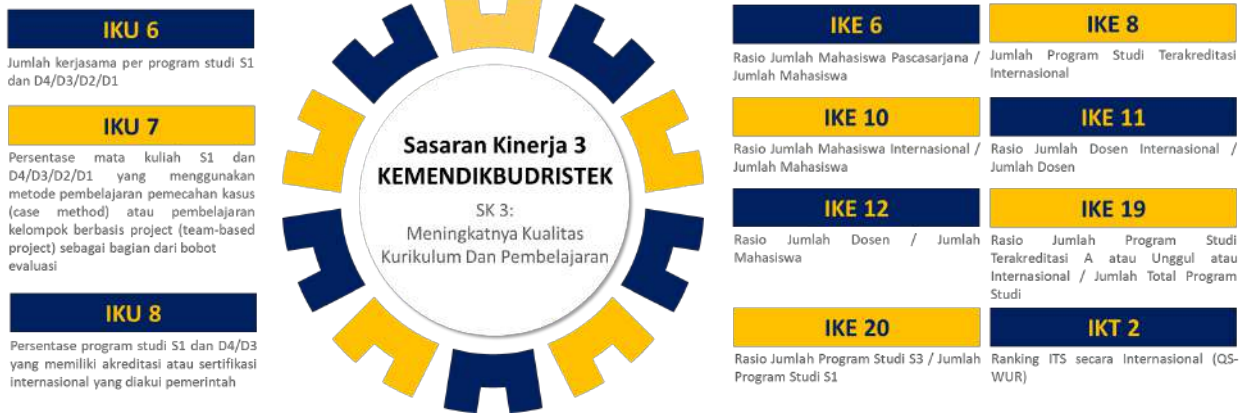 IKU 6
Jumlah kerjasama per program studi S1
dan D4/D3/D2/D1
IKU 7
Persentase mata kuliah S1 dan
D4/D3/D2/D1 yang menggunakan
metode pembelajaran pemecahan kasus
(case method) atau pembelajaran
kelompok berbasis project (team-based
project) sebagai bagian dari bobot
evaluasi
IKU 8
Persentase program studi S1 dan D4/D3
yang memiliki akreditasi atau sertifikasi
internasional yang diakui pemerintah
Sasaran Kinerja 3
KEMENDIKBUDRISTEK
SK 3:
Meningkatnya Kualitas
Kurikulum Dan Pembelajaran
IKE 6
Rasio Jumlah Mahasiswa Pascasarjana /
Jumlah Mahasiswa
IKE 8
Jumlah Program Studi Terakreditasi
Internasional
IKE 10
Rasio Jumlah Mahasiswa Internasional /
Jumlah Mahasiswa
IKE 11
Rasio Jumlah Dosen Internasional /
Jumlah Dosen
IKE 12
Rasio Jumlah Dosen / Jumlah
Mahasiswa
IKE 19
Rasio Jumlah Program Studi
Terakreditasi A atau Unggul atau
Internasional / Jumlah Total Program
Studi
IKE 20
Rasio Jumlah Program Studi S3 / Jumlah
Program Studi S1
IKT 2
Ranking ITS secara Internasional (QS-
WUR)